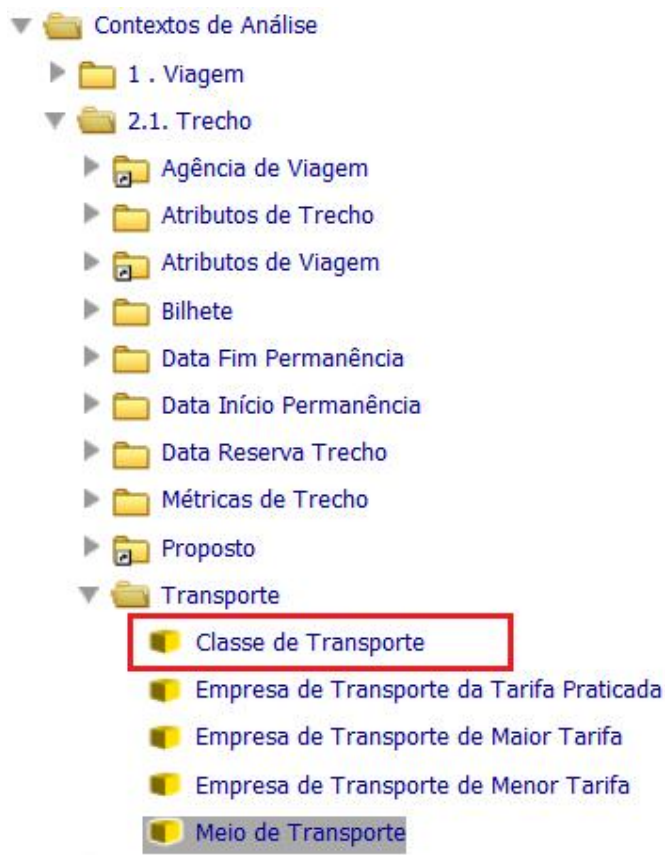 Contextos de Análise
1 . Viagem
2.1. Trecho
Agência de Viagem
Atributos de Trecho
Atributos de Viagem
Bilhete
Data Fim Permanência
Data Início Permanência
Data Reserva Trecho
Métricas de Trecho
Proposto
Transporte
Classe de Transporte
Empresa de Transporte da Tarifa Praticada
Empresa de Transporte de Maior Tarifa
Empresa de Transporte de Menor Tarifa
Meio de Transporte